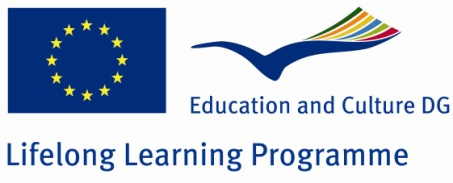 Education and Culture DG
Lifelong Learning Programme